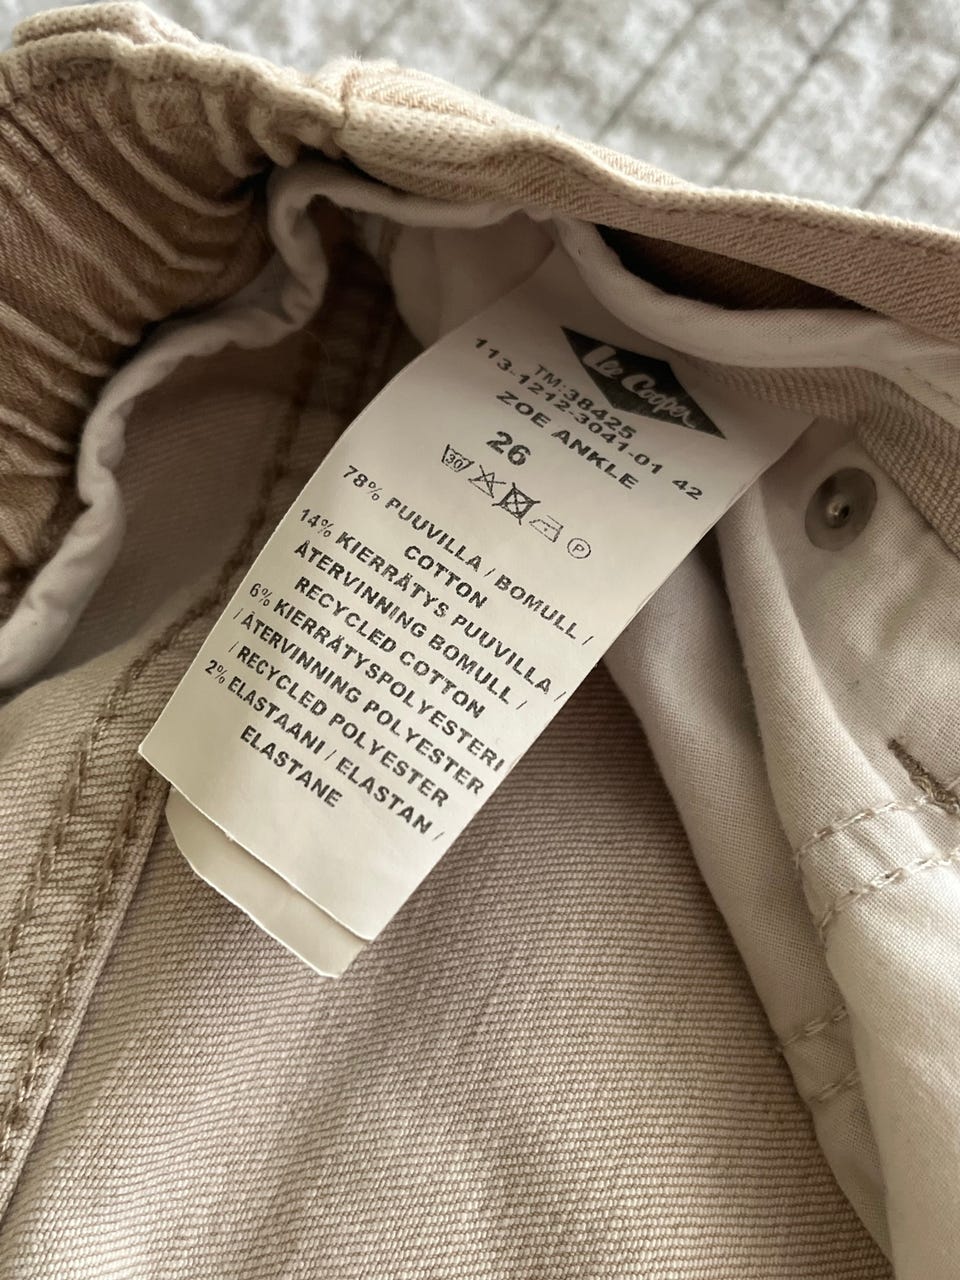 Lee Cooper
TM:38425
113-1212-3041-01 42
ZOE ANKLE
26
30 P
78% PUUVILLA / BOMULL /
COTTON
14% KIERRÄTYS PUUVILLA /
ÅTERVINNING BOMULL /
RECYCLED COTTON
6% KIERRÄTYSPOLYESTERI
/ ÅTERVINNING POLYESTER
/ RECYCLED POLYESTER
2% ELASTAANI / ELASTAN /
ELASTANE